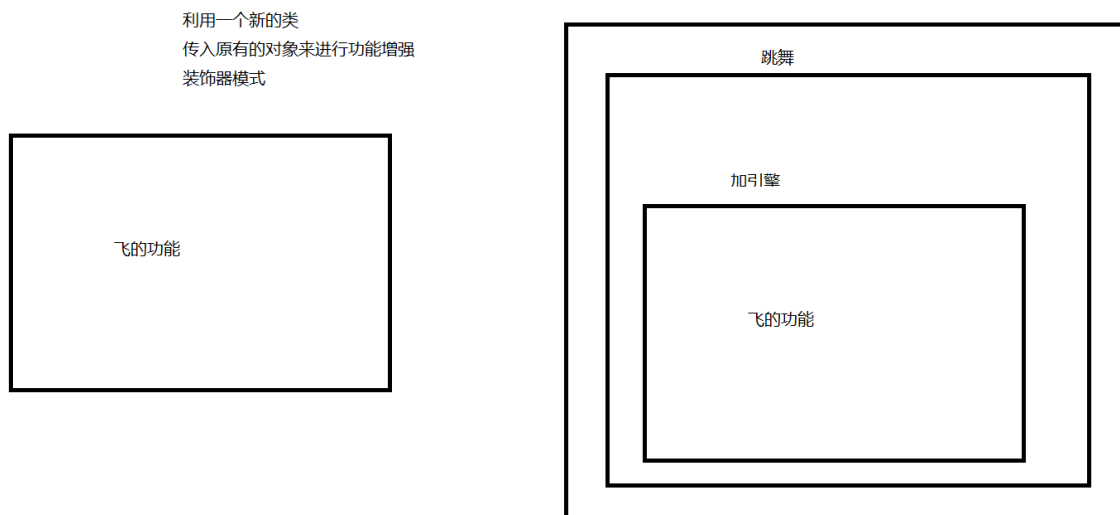 利用一个新的类
传入原有的对象来进行功能增强
装饰器模式
飞的功能
跳舞
加引擎
飞的功能